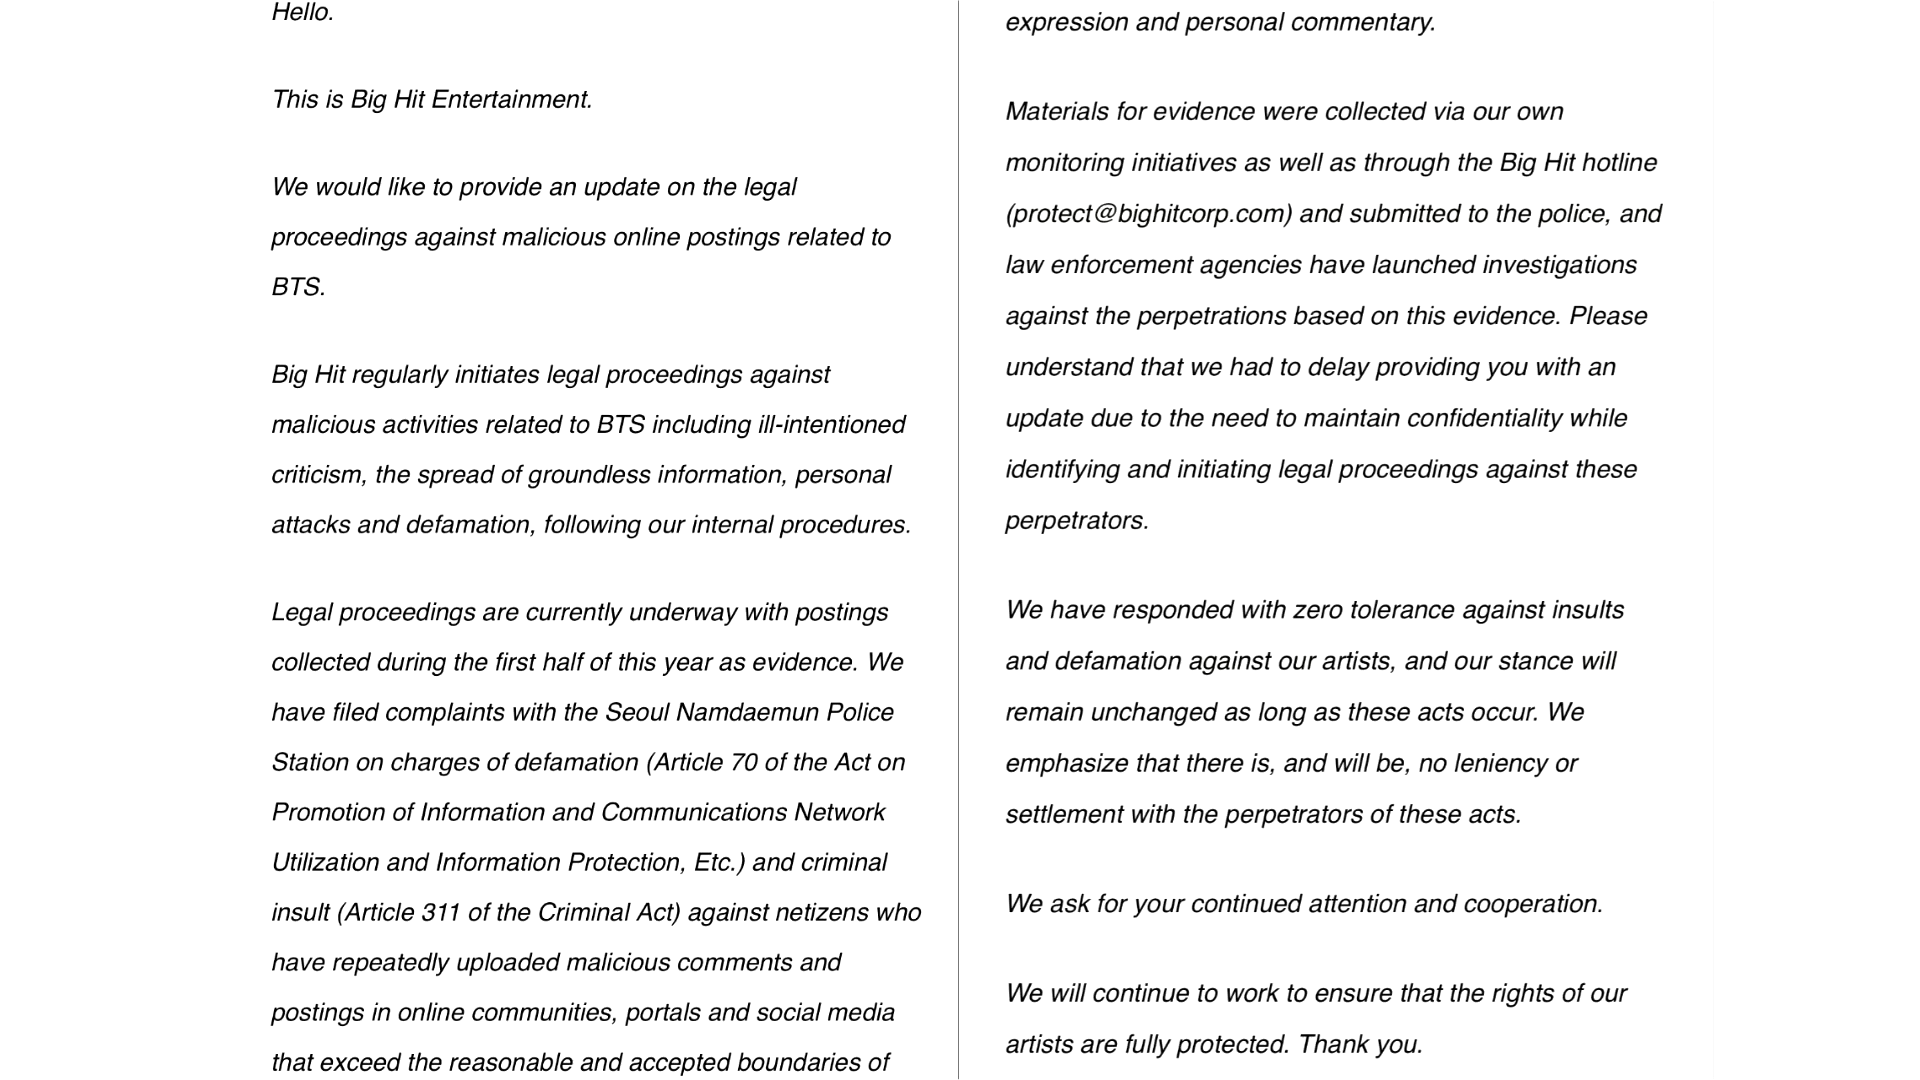 Hello.
This is Big Hit Entertainment.
We would like to provide an update on the legal
proceedings against malicious online postings related to
BTS.
Big Hit regularly initiates legal proceedings against
malicious activities related to BTS including ill-intentioned
criticism, the spread of groundless information, personal
attacks and defamation, following our internal procedures.
Legal proceedings are currently underway with postings
collected during the first half of this year as evidence. We
have filed complaints with the Seoul Namdaemun Police
Station on charges of defamation (Article 70 of the Act on
Promotion of Information and Communications Network
Utilization and Information Protection, Etc.) and criminal
insult (Article 311 of the Criminal Act) against netizens who
have repeatedly uploaded malicious comments and
postings in online communities, portals and social media
that exceed the reasonable and accepted boundaries of
expression and personal commentary.
Materials for evidence were collected via our own
monitoring initiatives as well as through the Big Hit hotline
(protect@bighitcorp.com) and submitted to the police, and
law enforcement agencies have launched investigations
against the perpetrations based on this evidence. Please
understand that we had to delay providing you with an
update due to the need to maintain confidentiality while
identifying and initiating legal proceedings against these
perpetrators.
We have responded with zero tolerance against insults
and defamation against our artists, and our stance will
remain unchanged as long as these acts occur. We
emphasize that there is, and will be, no leniency or
settlement with the perpetrators of these acts.
We ask for your continued attention and cooperation.
We will continue to work to ensure that the rights of our
artists are fully protected. Thank you.